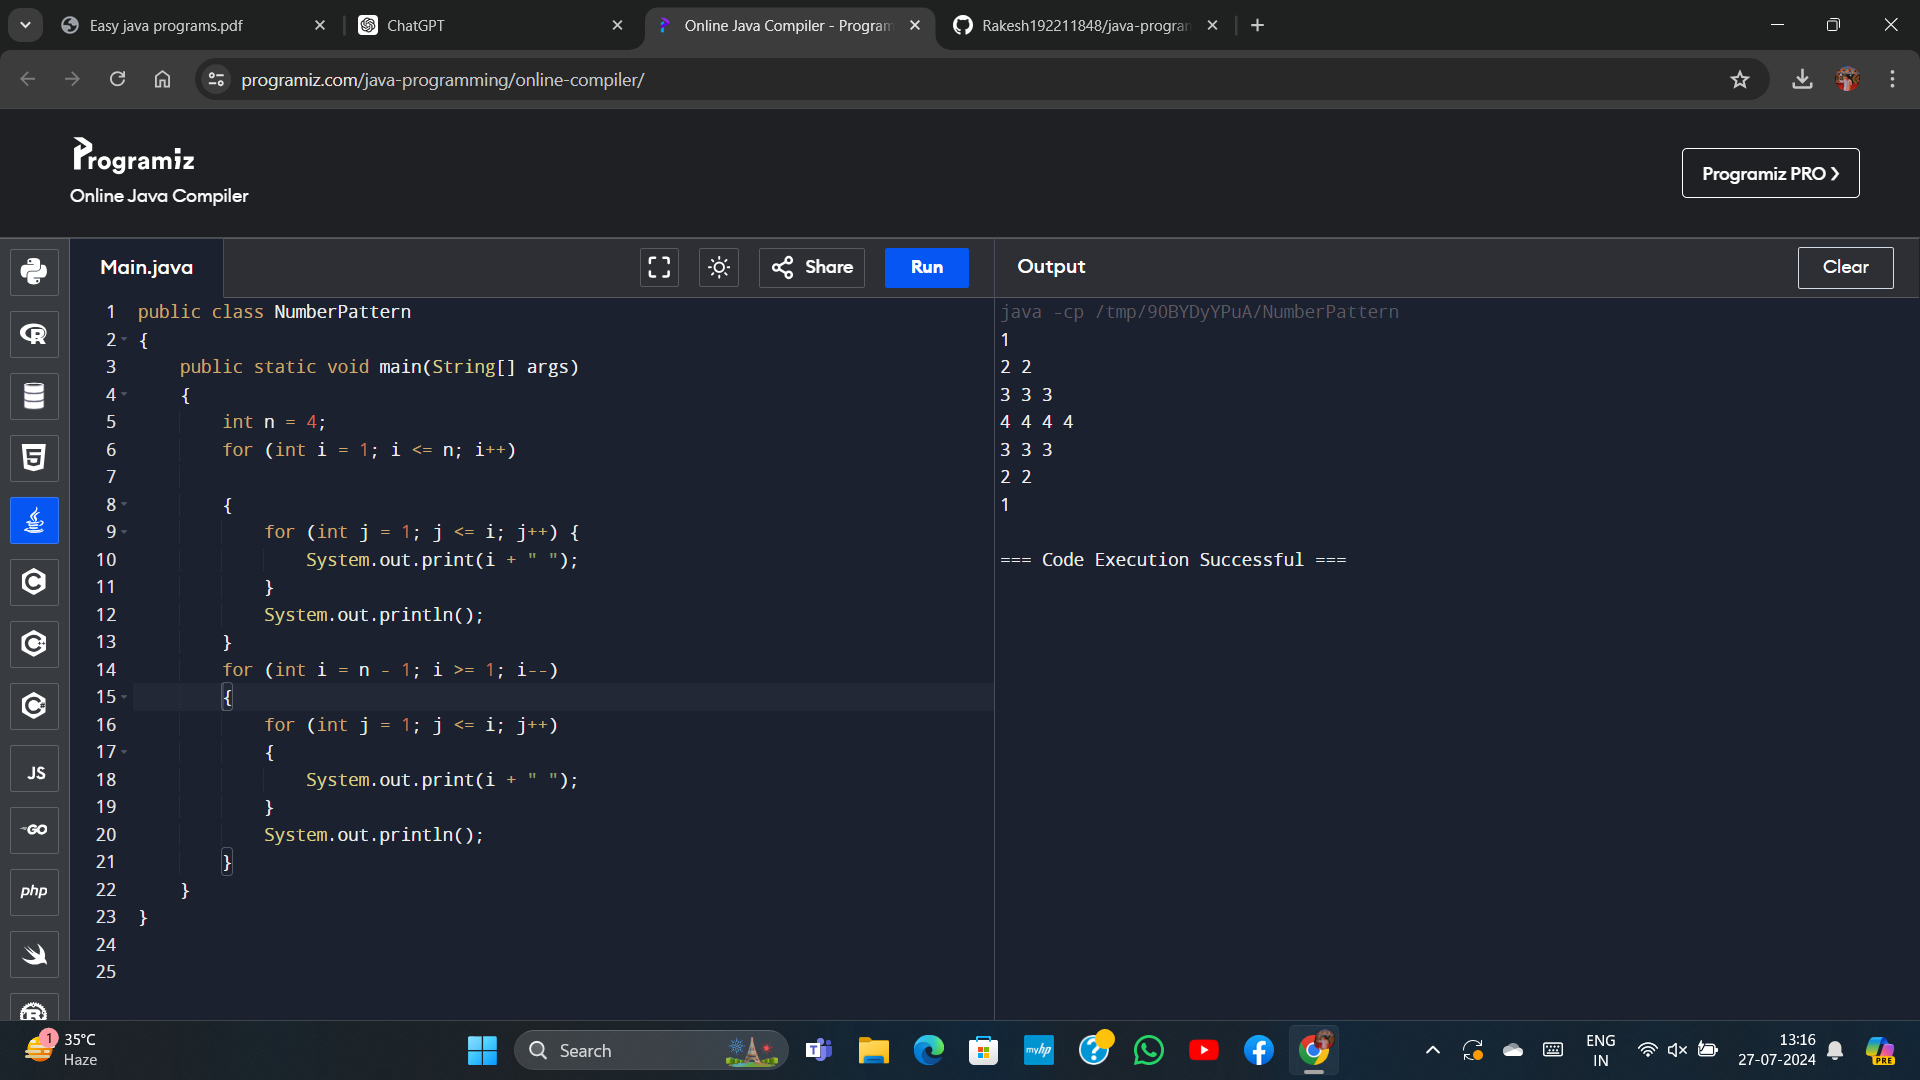 Easy java programs.pdf
ChatGPT
Online Java Compiler - Program
Rakesh192211848/java-progran
programiz.com/java-programming/online-compiler/
Programiz
Online Java Compiler
Programiz PRO
Main.java
Share
Run
Output
Clear
1 public class NumberPattern
2 {
3     public static void main(String[] args)
4     {
5         int n = 4;
6         for (int i = 1; i <= n; i++)
7
8         {
9             for (int j = 1; j <= i; j++) {
10                 System.out.print(i + " ");
11             }
12             System.out.println();
13         }
14         for (int i = n - 1; i >= 1; i--)
15         {
16             for (int j = 1; j <= i; j++)
17             {
18                 System.out.print(i + " ");
19             }
20             System.out.println();
21         }
22     }
23 }
24
25
java -cp /tmp/9OBYDyYPuA/NumberPattern
1
2 2
3 3 3
4 4 4 4
3 3 3
2 2
1
=== Code Execution Successful ===
R
5
C
C++
C#
JS
GO
php
R
1
35°C
Haze
Search
T
myhp
?
ENG
IN
13:16
27-07-2024
PRE